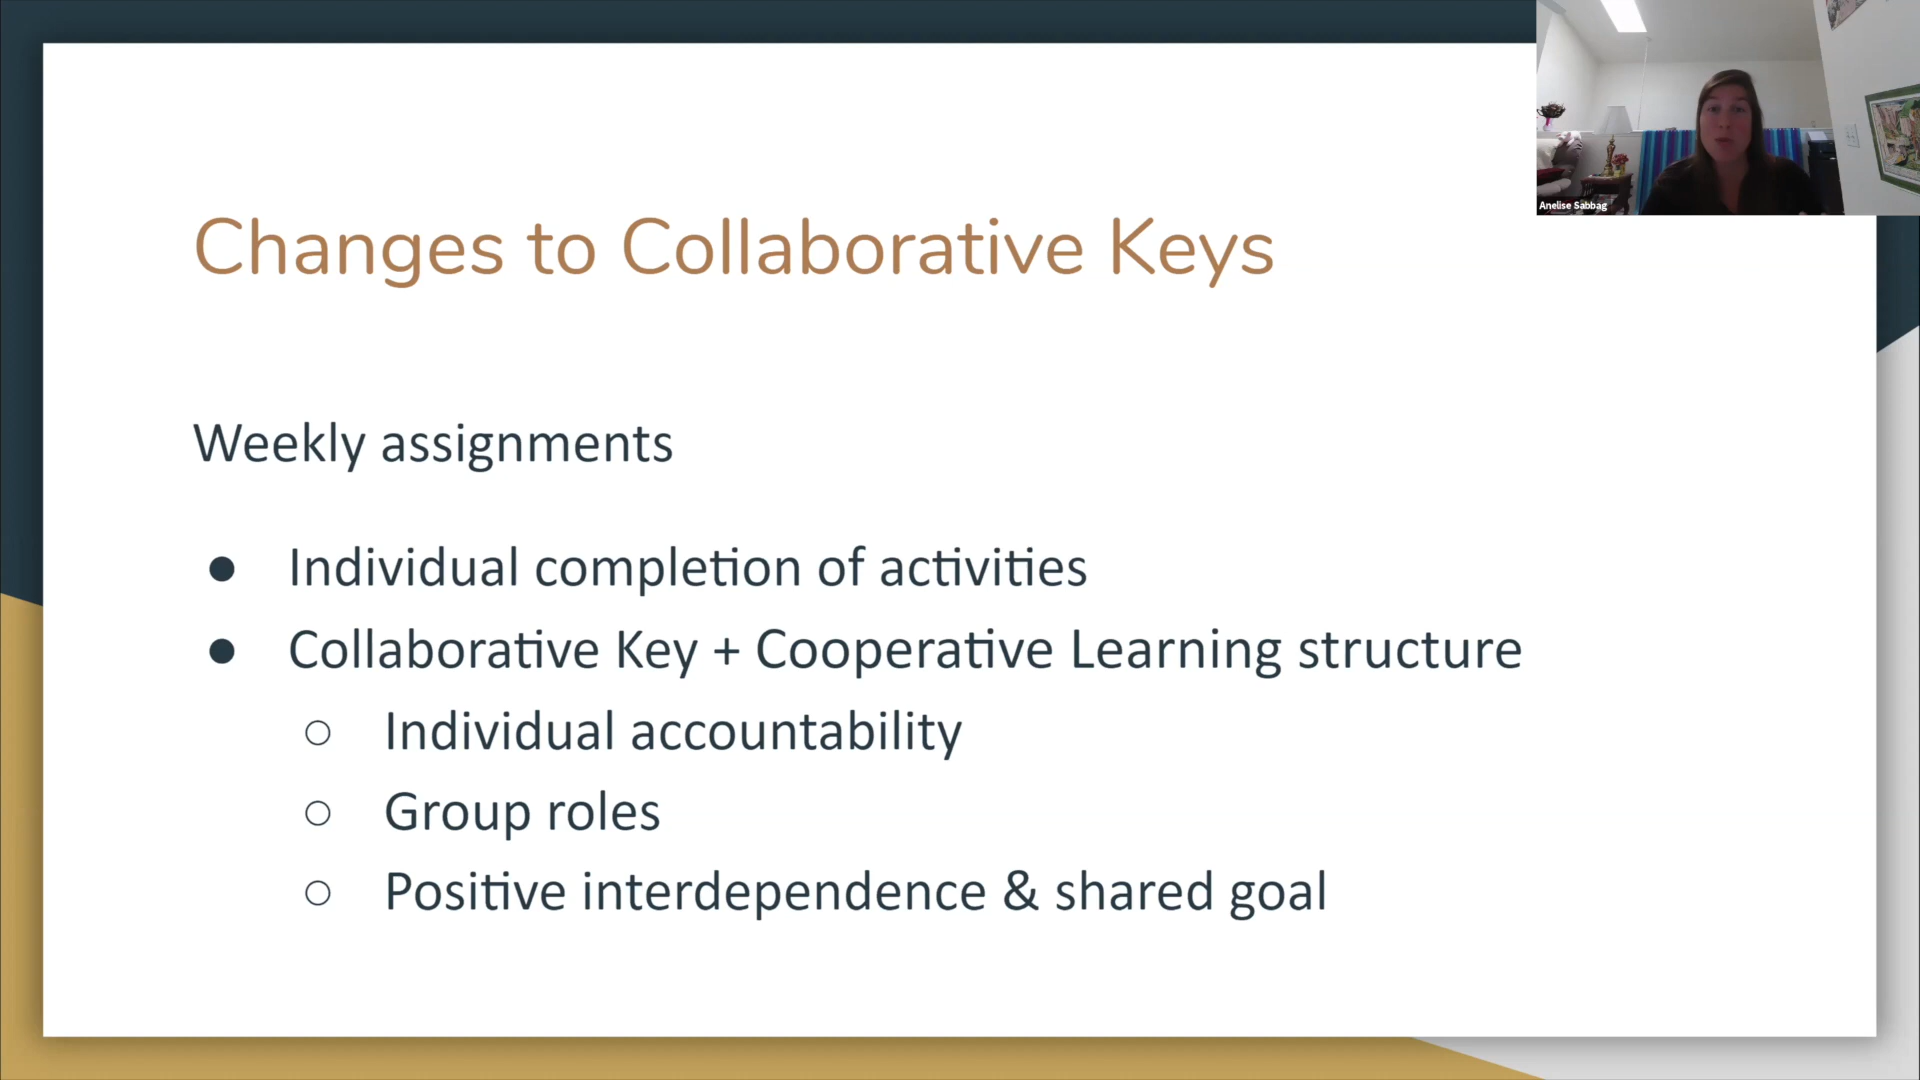 Anelise Sabbag
Changes to Collaborative Keys
Weekly assignments
● Individual completion of activities
● Collaborative Key + Cooperative Learning structure
○ Individual accountability
○ Group roles
○ Positive interdependence & shared goal